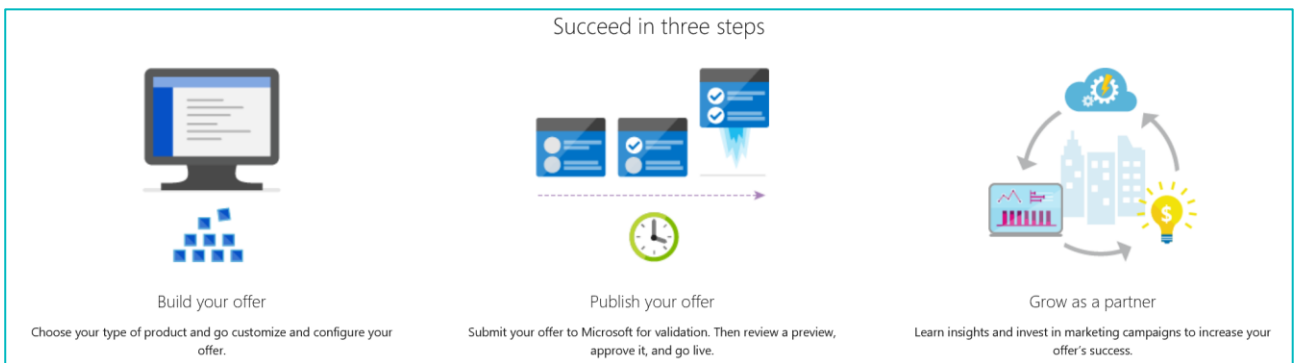 Succeed in three steps
Build your offer
Choose your type of product and go customize and configure your
offer.
Publish your offer
Submit your offer to Microsoft for validation. Then review a preview,
approve it, and go live.
Grow as a partner
Learn insights and invest in marketing campaigns to increase your
offer's success.